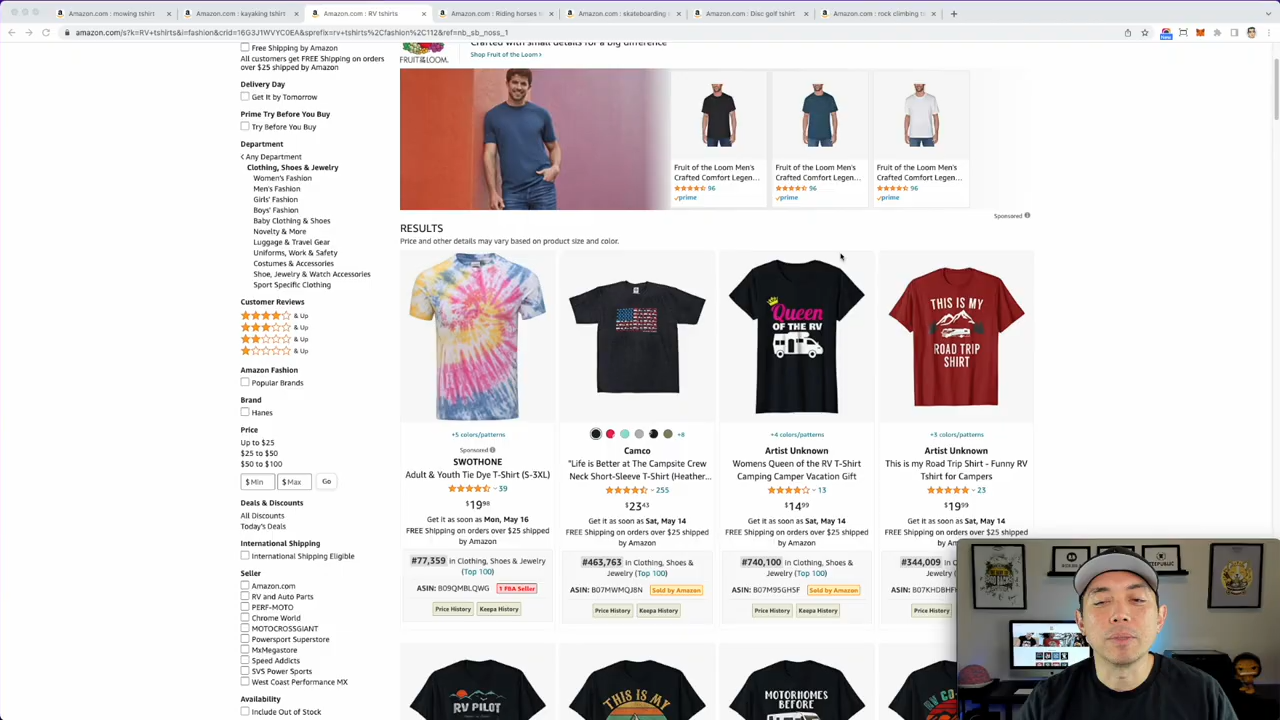 Amazon.com : mowing tshirt
Amazon.com : kayaking tshirt
Amazon.com : RV tshirts
Amazon.com : Riding horses t
Amazon.com : skateboarding
Amazon.com : Disc golf tshirt
Amazon.com : rock climbing t
amazon.com/s?k=RV+tshirts&i=fashion&crid=16G3J1WVYC0EA&sprefix=rv+tshirts%2Cfashion%2C112&ref=nb_sb_noss_1
Free Shipping by Amazon
All customers get FREE Shipping on orders
over $25 shipped by Amazon
Delivery Day
Get It by Tomorrow
Prime Try Before You Buy
Try Before You Buy
Department
Any Department
Clothing, Shoes & Jewelry
Women's Fashion
Men's Fashion
Girls' Fashion
Boys' Fashion
Baby Clothing & Shoes
Novelty & More
Luggage & Travel Gear
Uniforms, Work & Safety
Costumes & Accessories
Shoe, Jewelry & Watch Accessories
Sport Specific Clothing
Customer Reviews
& Up
& Up
& Up
& Up
Amazon Fashion
Popular Brands
Brand
Hanes
Price
Up to $25
$25 to $50
$50 to $100
$ Min
$ Max
Go
Deals & Discounts
All Discounts
Today's Deals
International Shipping
International Shipping Eligible
Seller
Amazon.com
RV and Auto Parts
PERF-MOTO
Chrome World
MOTOCROSSGIANT
Powersport Superstore
MxMegastore
Speed Addicts
SVS Power Sports
West Coast Performance MX
Availability
Include Out of Stock
FRUIT OF THE LOOM.
Crafted with small details for a big difference
Shop Fruit of the Loom ›
Fruit of the Loom Men's
Crafted Comfort Legen...
96
prime
Fruit of the Loom Men's
Crafted Comfort Legen...
96
prime
Fruit of the Loom Men's
Crafted Comfort Legen...
96
prime
Sponsored
RESULTS
Price and other details may vary based on product size and color.
+5 colors/patterns
Sponsored
SWOTHONE
Adult & Youth Tie Dye T-Shirt (S-3XL)
39
$1998
Get it as soon as Mon, May 16
FREE Shipping on orders over $25 shipped
by Amazon
#77,359 in Clothing, Shoes & Jewelry
(Top 100)
ASIN: B09QMBLQWG 1 FBA Seller
Price History Keepa History
+8
Camco
"Life is Better at The Campsite Crew
Neck Short-Sleeve T-Shirt (Heather...
255
$2343
Get it as soon as Sat, May 14
FREE Shipping on orders over $25 shipped
by Amazon
#463,763 in Clothing, Shoes &
Jewelry (Top 100)
ASIN: B07MWMQJ8N Sold by Amazon
Price History Keepa History
Queen
OF THE RV
+4 colors/patterns
Artist Unknown
Womens Queen of the RV T-Shirt
Camping Camper Vacation Gift
13
$1499
Get it as soon as Sat, May 14
FREE Shipping on orders over $25 shipped
by Amazon
#740,100 in Clothing, Shoes &
Jewelry (Top 100)
ASIN: B07M95GHSF Sold by Amazon
Price History Keepa History
THIS IS MY
ROAD TRIP
SHIRT
+3 colors/patterns
Artist Unknown
This is my Road Trip Shirt - Funny RV
Tshirt for Campers
23
$1999
Get it as soon as Sat, May 14
FREE Shipping on orders over $25 shipped
by Amazon
#344,009 in Clothing, Shoes &
Jewelry
ASIN: B07KHDBHF
Price History
RV PILOT
THIS IS MY
MOTORHOMES
BEFORE
RV CO-